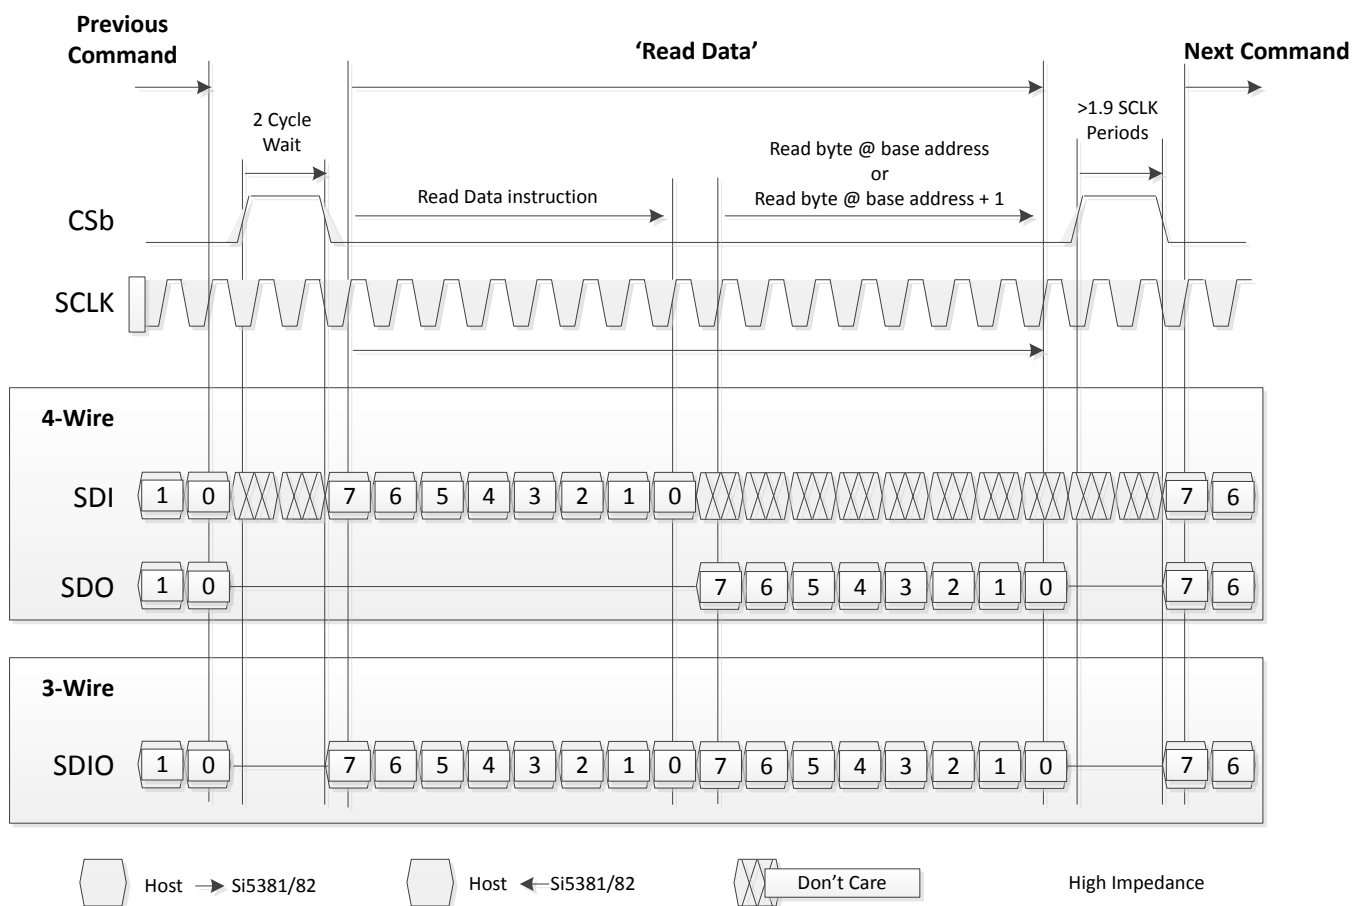 Previous
Command
‘Read Data’
Next Command
2 Cycle
Wait
>1.9 SCLK
Periods
Read byte @ base address
or
Read byte @ base address + 1
Read Data instruction
CSb
SCLK
4-Wire
SDI 1 0 7 6 5 4 3 2 1 0 7 6
SDO 1 0 7 6 5 4 3 2 1 0 7 6
3-Wire
SDIO 1 0 7 6 5 4 3 2 1 0 7 6 5 4 3 2 1 0 7 6
Host Si5381/82
Host Si5381/82
Don’t Care
High Impedance